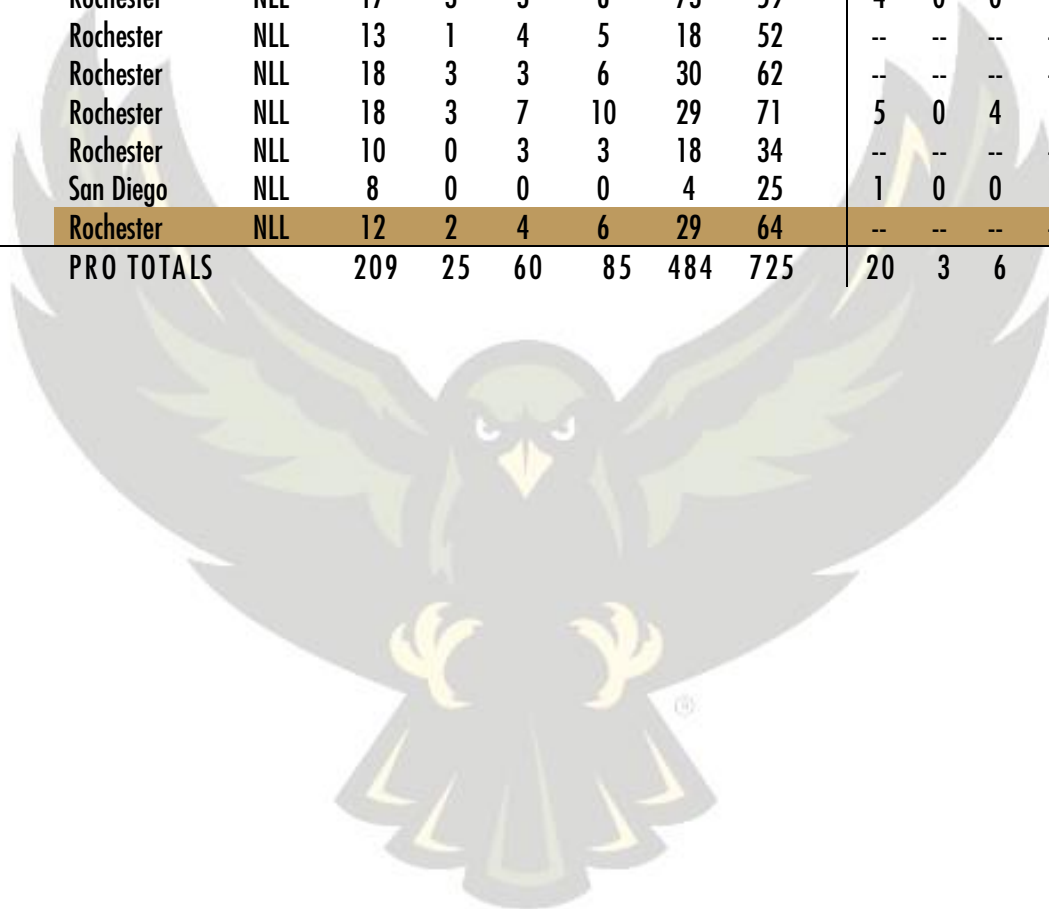 Rochester NLL 13 1 4 5 18 52 -- -- --
Rochester NLL 18 3 3 6 30 62 -- -- --
Rochester NLL 18 3 7 10 29 71 5 0 4
Rochester NLL 10 0 3 3 18 34 -- -- --
San Diego NLL 8 0 0 0 4 25 1 0 0
Rochester NLL 12 2 4 6 29 64 -- -- --
PRO TOTALS 209 25 60 85 484 725 20 3 6